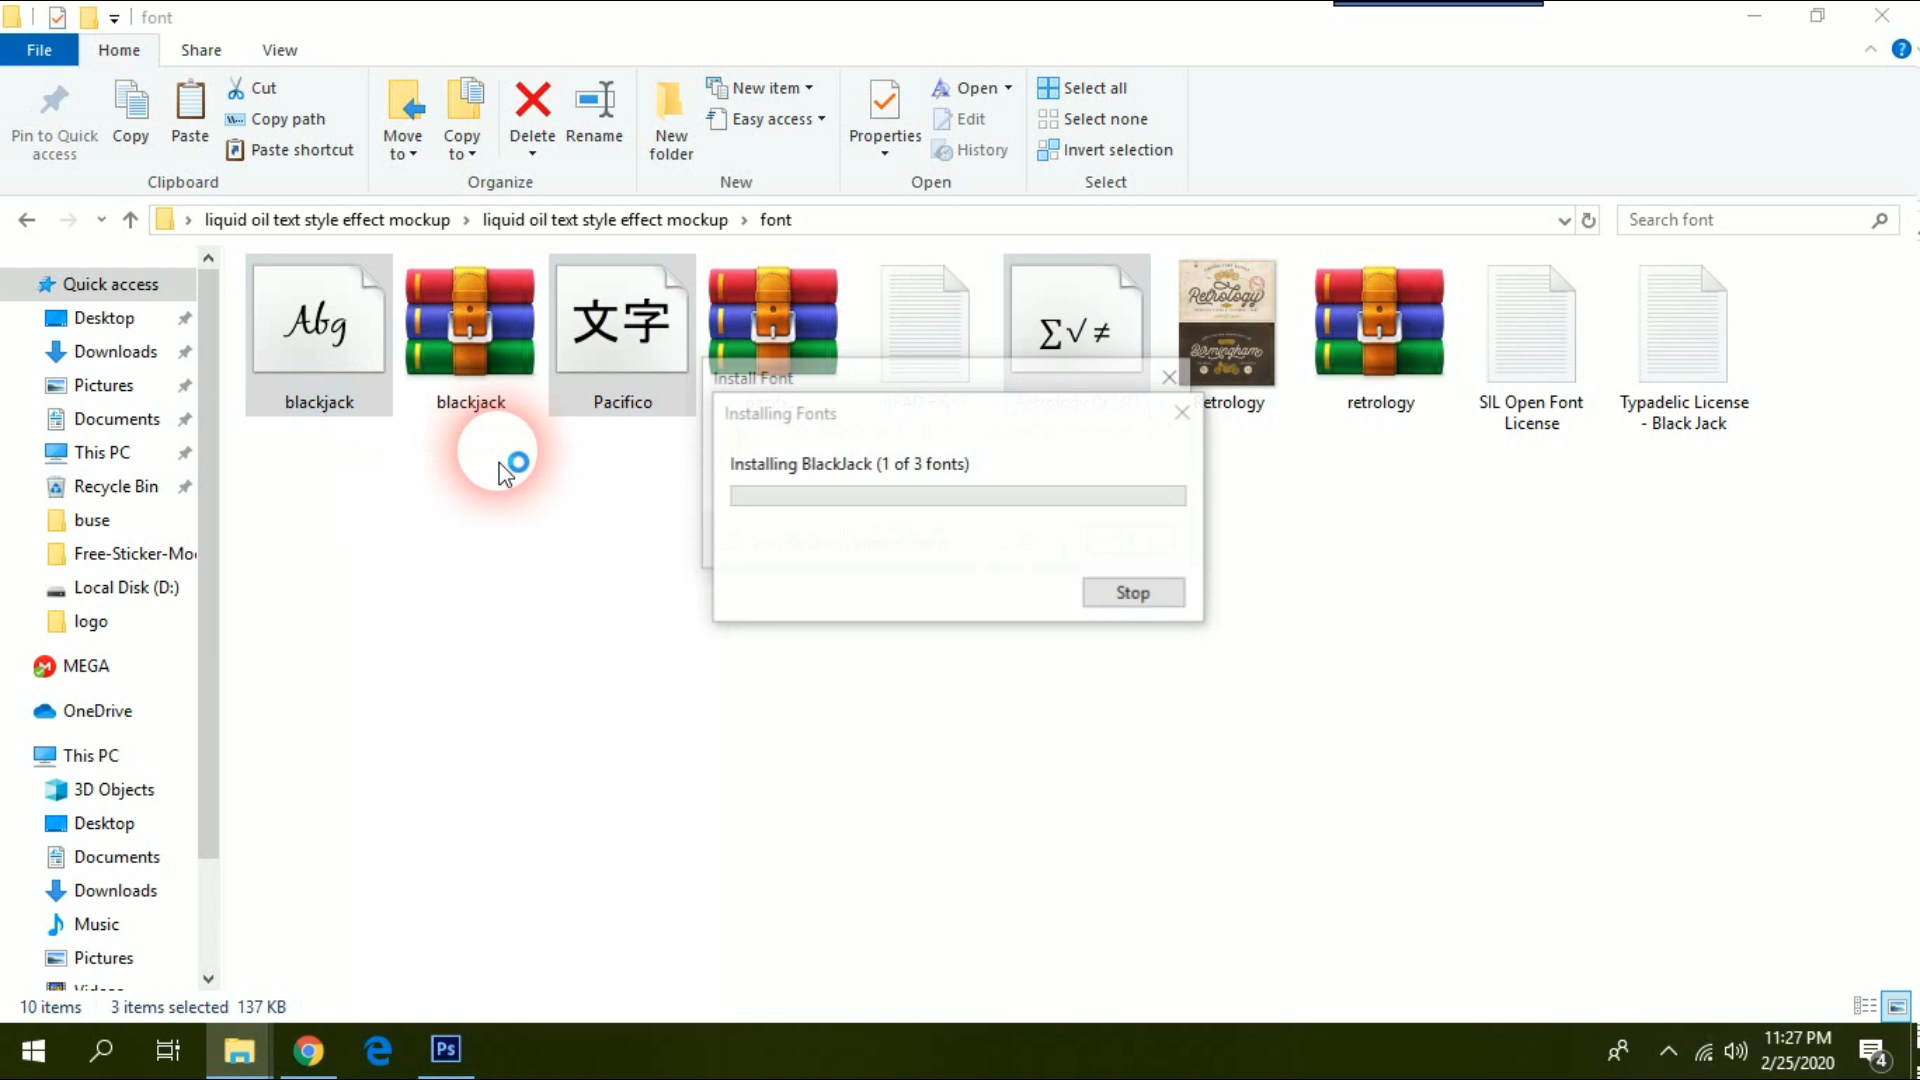 font
File
Home
Share
View
Pin to Quick access
Copy
Paste
Cut
Copy path
Paste shortcut
Clipboard
Move to
Copy to
Delete
Rename
Organize
New folder
New item
Easy access
New
Properties
Open
Edit
History
Open
Select all
Select none
Invert selection
Select
liquid oil text style effect mockup › liquid oil text style effect mockup › font
Search font
Quick access
Desktop
Downloads
Pictures
Documents
This PC
Recycle Bin
buse
Free-Sticker-Moc
Local Disk (D:)
logo
MEGA
OneDrive
This PC
3D Objects
Desktop
Documents
Downloads
Music
Pictures
Abg
blackjack
blackjack
文字
Pacifico
∑√≠
Retrology
Birmingham
retrology
SIL Open Font
License
Typadelic License
- Black Jack
Install Font
Installing Fonts
Installing BlackJack (1 of 3 fonts)
Stop
10 items
3 items selected 137 KB
Ps
11:27 PM
2/25/2020
4